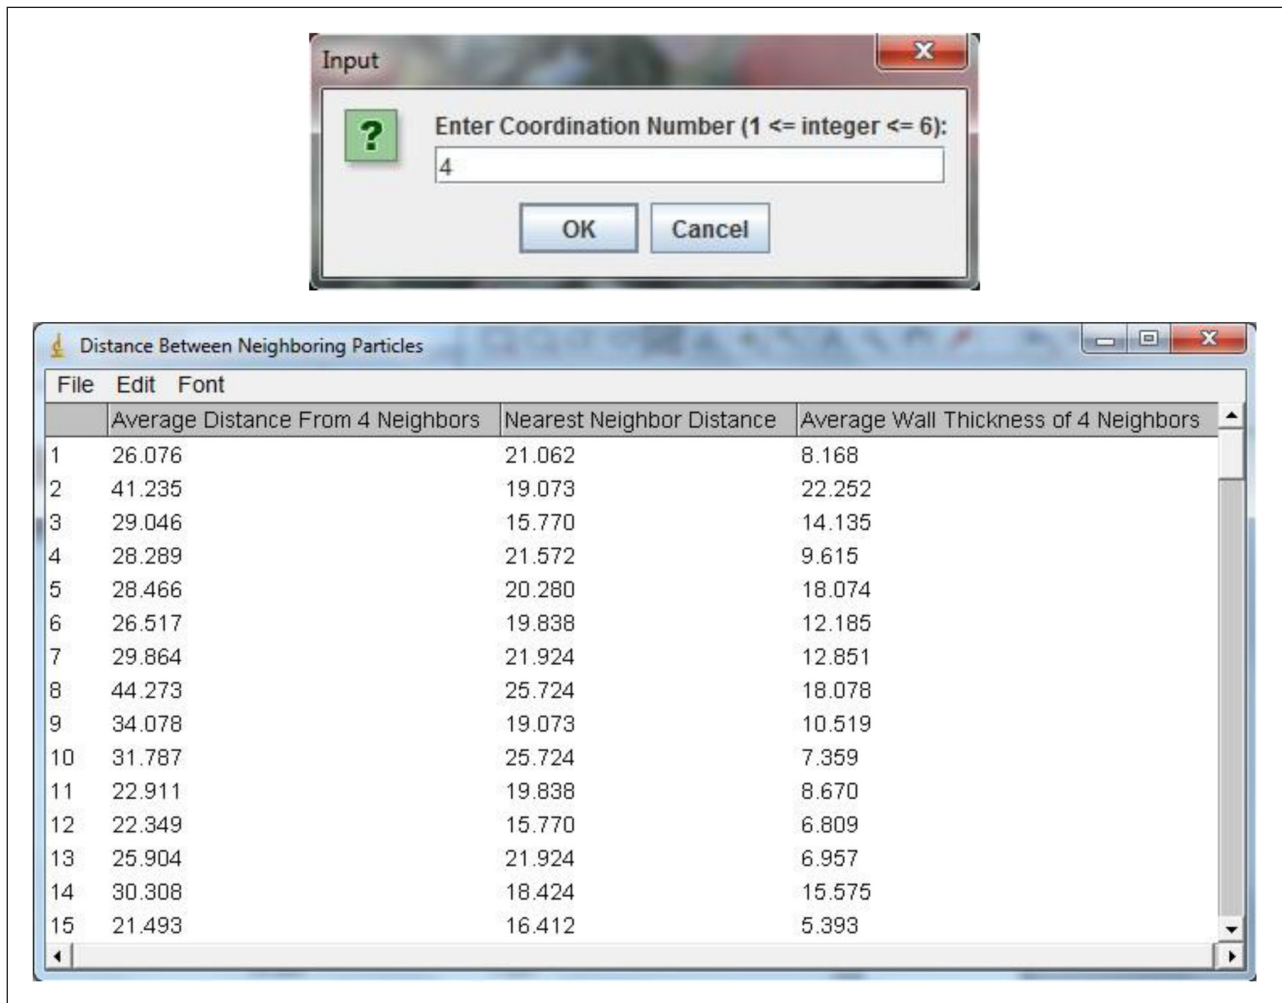 Input
?
Enter Coordination Number (1 <= integer <= 6):
4
OK Cancel
Distance Between Neighboring Particles
File Edit Font
Average Distance From 4 Neighbors Nearest Neighbor Distance Average Wall Thickness of 4 Neighbors
1 26.076 21.062 8.168
2 41.235 19.073 22.252
3 29.046 15.770 14.135
4 28.289 21.572 9.615
5 28.466 20.280 18.074
6 26.517 19.838 12.185
7 29.864 21.924 12.851
8 44.273 25.724 18.078
9 34.078 19.073 10.519
10 31.787 25.724 7.359
11 22.911 19.838 8.670
12 22.349 15.770 6.809
13 25.904 21.924 6.957
14 30.308 18.424 15.575
15 21.493 16.412 5.393